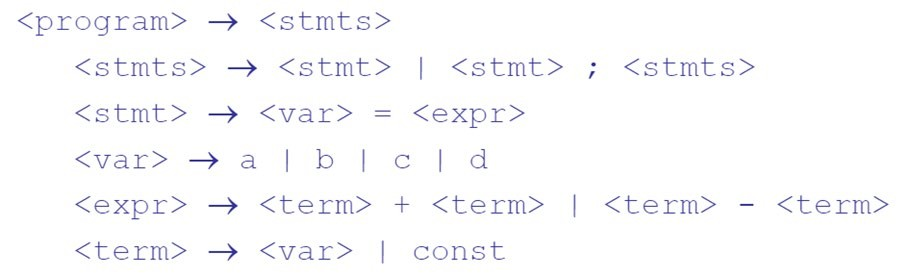 <program> → <stmts>
<stmts> → <stmt> | <stmt> ; <stmts>
<stmt> → <var> = <expr>
<var> → a | b | c | d
<expr> → <term> + <term> | <term> - <term>
<term> → <var> | const